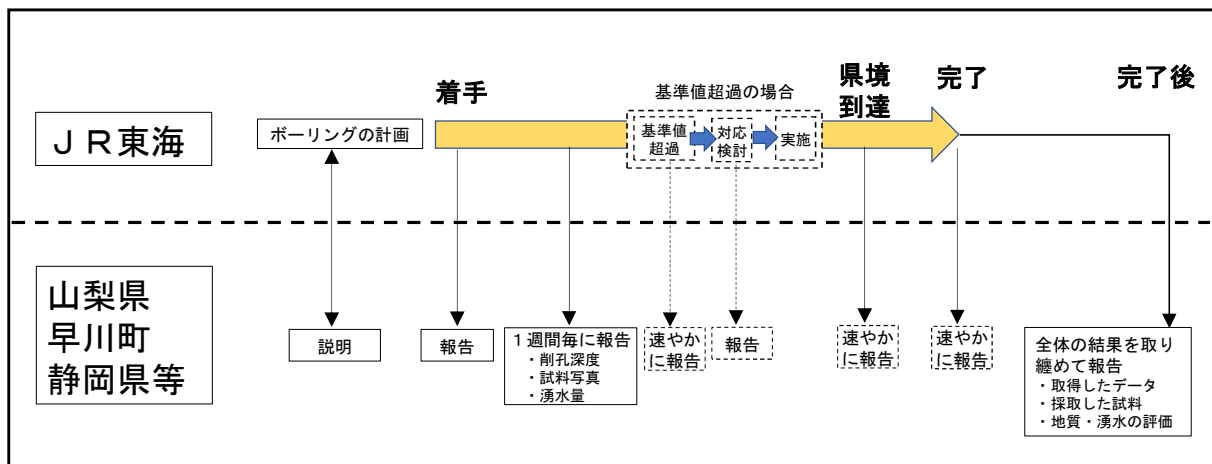 着手
基準値超過の場合
県境
到達
完了
完了後
ＪＲ東海
ボーリングの計画
基準値
超過
対応
検討
実施
山梨県
早川町
静岡県等
説明
報告
１週間毎に報告
・削孔深度
・試料写真
・湧水量
速やか
に報告
報告
速やか
に報告
速やか
に報告
全体の結果を取り
纏めて報告
・取得したデータ
・採取した試料
・地質・湧水の評価